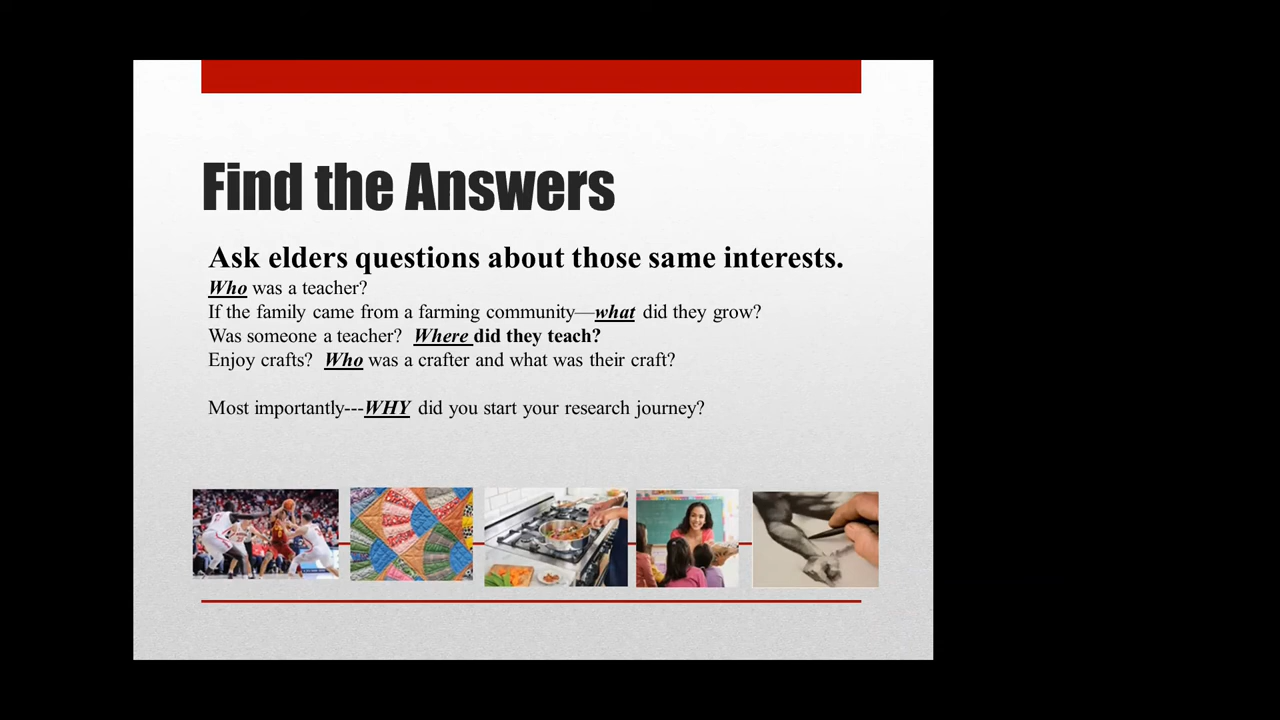 Find the Answers
Ask elders questions about those same interests.
Who was a teacher?
If the family came from a farming community—what did they grow?
Was someone a teacher? Where did they teach?
Enjoy crafts? Who was a crafter and what was their craft?
Most importantly---WHY did you start your research journey?